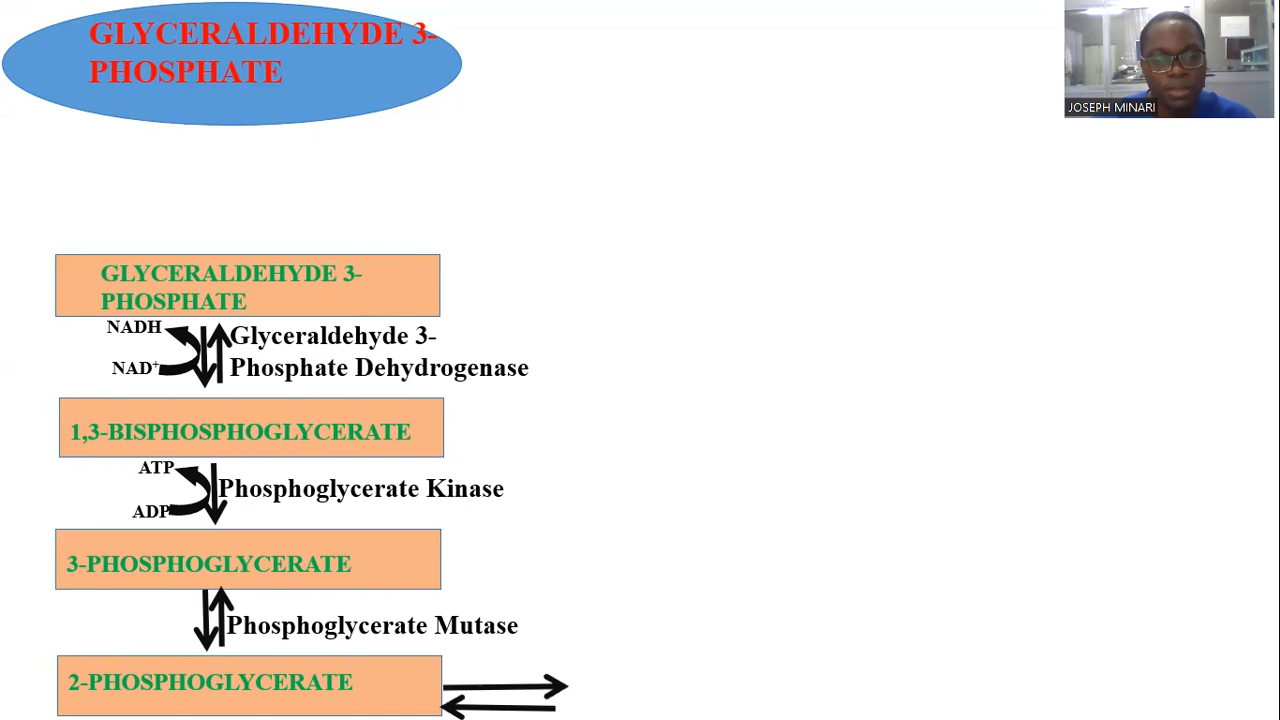 GLYCERALDEHYDE 3-
PHOSPHATE
JOSEPH MINARI
GLYCERALDEHYDE 3-
PHOSPHATE
NADH
NAD⁺
Glyceraldehyde 3-
Phosphate Dehydrogenase
1,3-BISPHOSPHOGLYCERATE
ATP
ADP
Phosphoglycerate Kinase
3-PHOSPHOGLYCERATE
Phosphoglycerate Mutase
2-PHOSPHOGLYCERATE